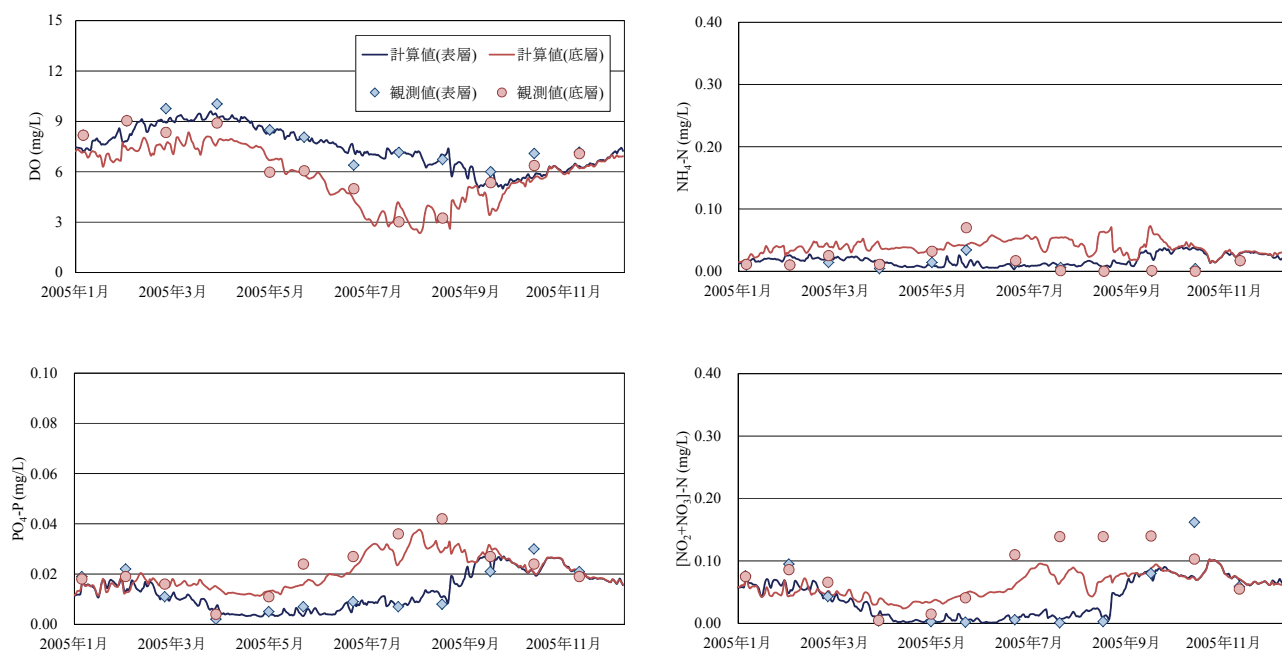 DO (mg/L)
15
12
9
6
3
0
計算値(表層)
計算値(底層)
観測値(表層)
観測値(底層)
2005年1月
2005年3月
2005年5月
2005年7月
2005年9月
2005年11月
NH₄-N (mg/L)
0.40
0.30
0.20
0.10
0.00
2005年1月
2005年3月
2005年5月
2005年7月
2005年9月
2005年11月
PO₄-P (mg/L)
0.10
0.08
0.06
0.04
0.02
0.00
2005年1月
2005年3月
2005年5月
2005年7月
2005年9月
2005年11月
[NO₂+NO₃]-N (mg/L)
0.40
0.30
0.20
0.10
0.00
2005年1月
2005年3月
2005年5月
2005年7月
2005年9月
2005年11月